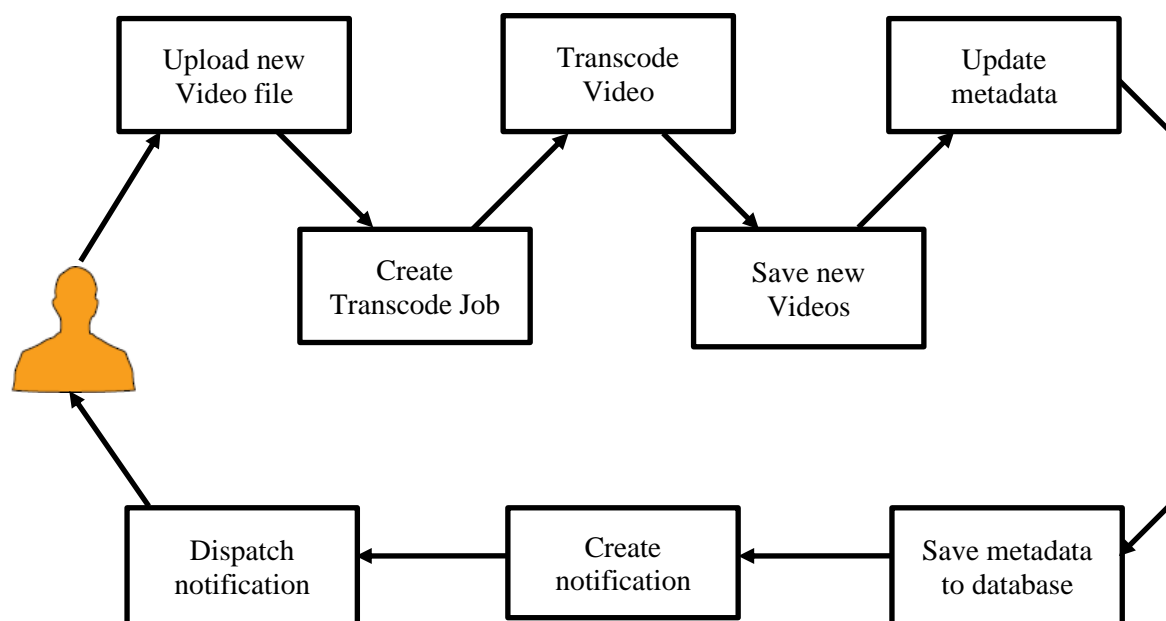 Upload new
Video file
Create
Transcode Job
Transcode
Video
Save new
Videos
Update
metadata
Save metadata
to database
Create
notification
Dispatch
notification